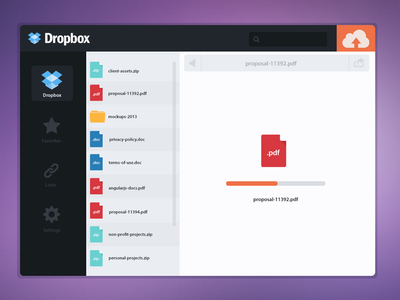 Dropbox
proposal-11392.pdf
Dropbox
Favorites
Links
Settings
.zip
client-assets.zip
.pdf
proposal-11392.pdf
mockups 2013
.doc
privacy-policy.doc
.doc
terms-of-use.doc
.pdf
angularjs-docs.pdf
.pdf
proposal-11394.pdf
.zip
non-profit-projects.zip
.zip
personal-projects.zip
.pdf
proposal-11392.pdf